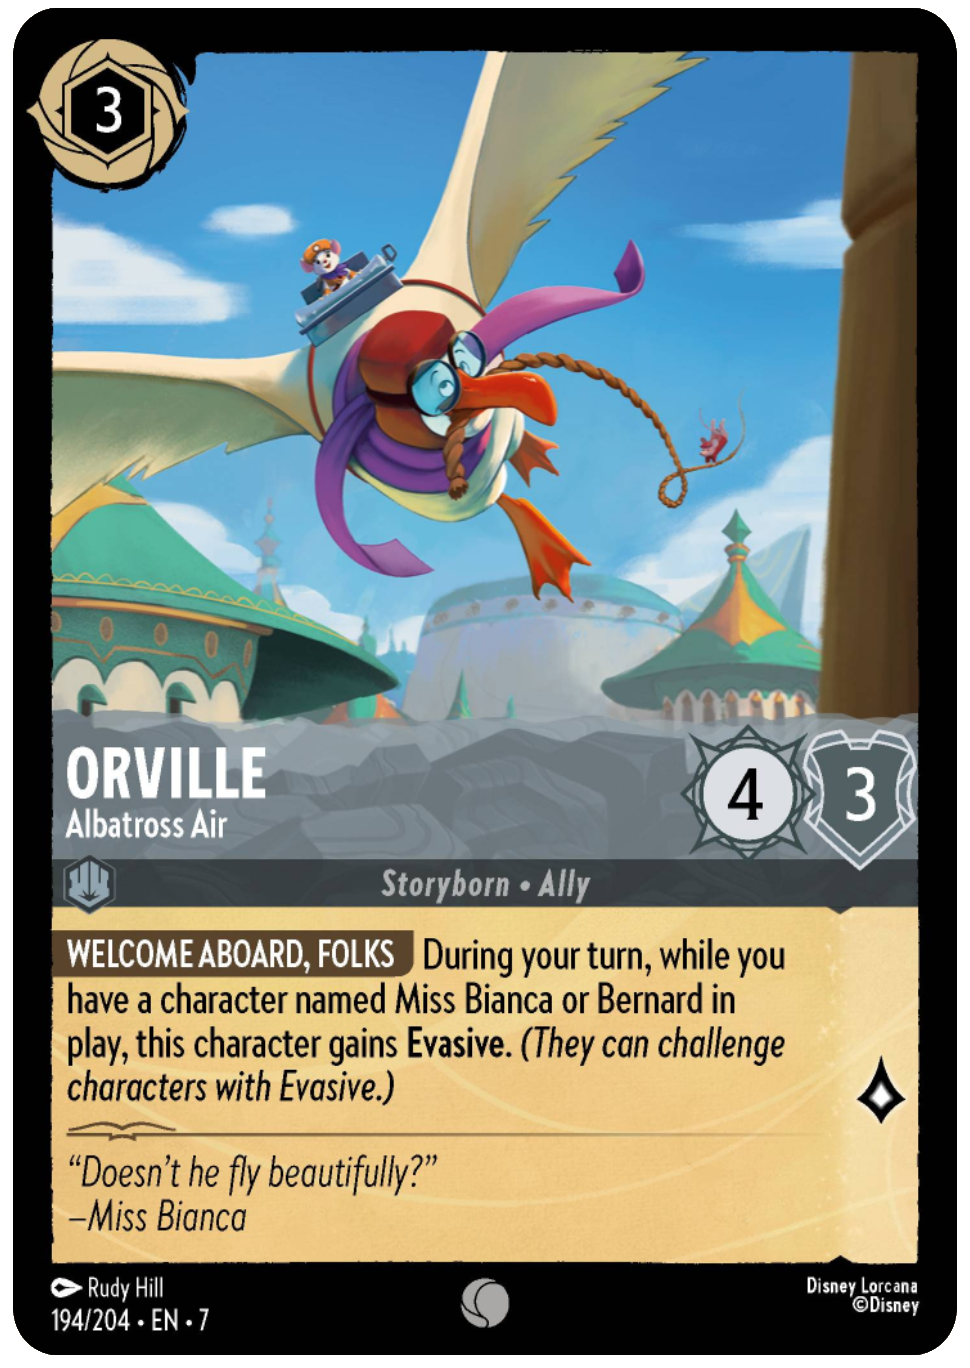 3
ORVILLE
Albatross Air
4
3
Storyborn • Ally
WELCOME ABOARD, FOLKS During your turn, while you
have a character named Miss Bianca or Bernard in
play, this character gains Evasive. (They can challenge
characters with Evasive.)
“Doesn’t he fly beautifully?”
–Miss Bianca
Rudy Hill
194/204 • EN • 7
Disney Lorcana
©Disney